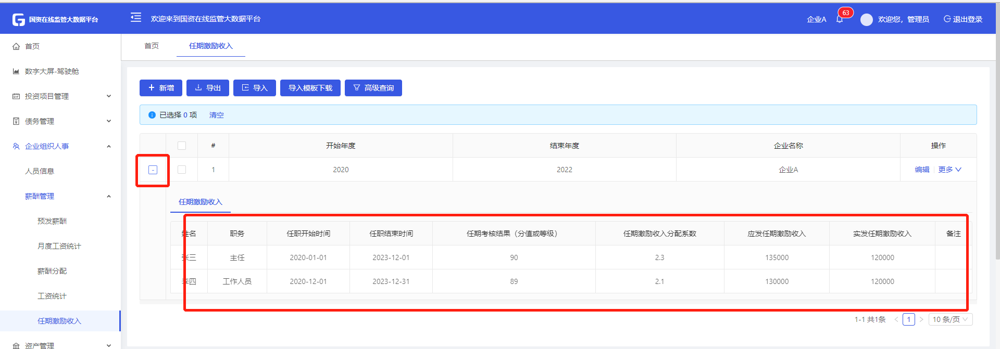 国资在线监管大数据平台
欢迎来到国资在线监管大数据平台
企业A
63
欢迎您，管理员
退出登录
首页
数字大屏-驾驶舱
投资项目管理
债务管理
企业组织人事
人员信息
薪酬管理
预发薪酬
月度工资统计
薪酬分配
工资统计
任期激励收入
资产管理
首页 任期激励收入
新增 导出 导入 导入模板下载 高级查询
已选择 0 项 清空
# 开始年度 结束年度 企业名称 操作
- 1 2020 2022 企业A 编辑 更多
任期激励收入
姓名 职务 任职开始时间 任职结束时间 任期考核结果（分值或等级） 任期激励收入分配系数 应发任期激励收入 实发任期激励收入 备注
张三 主任 2020-01-01 2023-12-01 90 2.3 135000 120000
李四 工作人员 2020-12-01 2023-12-31 89 2.1 130000 120000
1-1 共1条 < 1 > 10 条/页